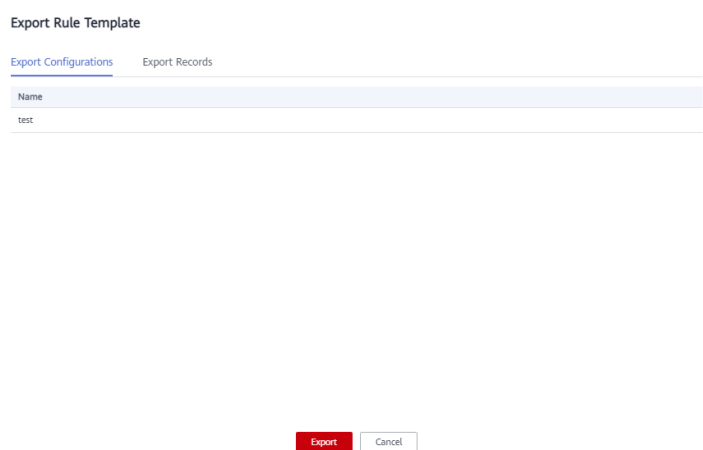 Export Rule Template
Export Configurations Export Records
Name
test
Export Cancel